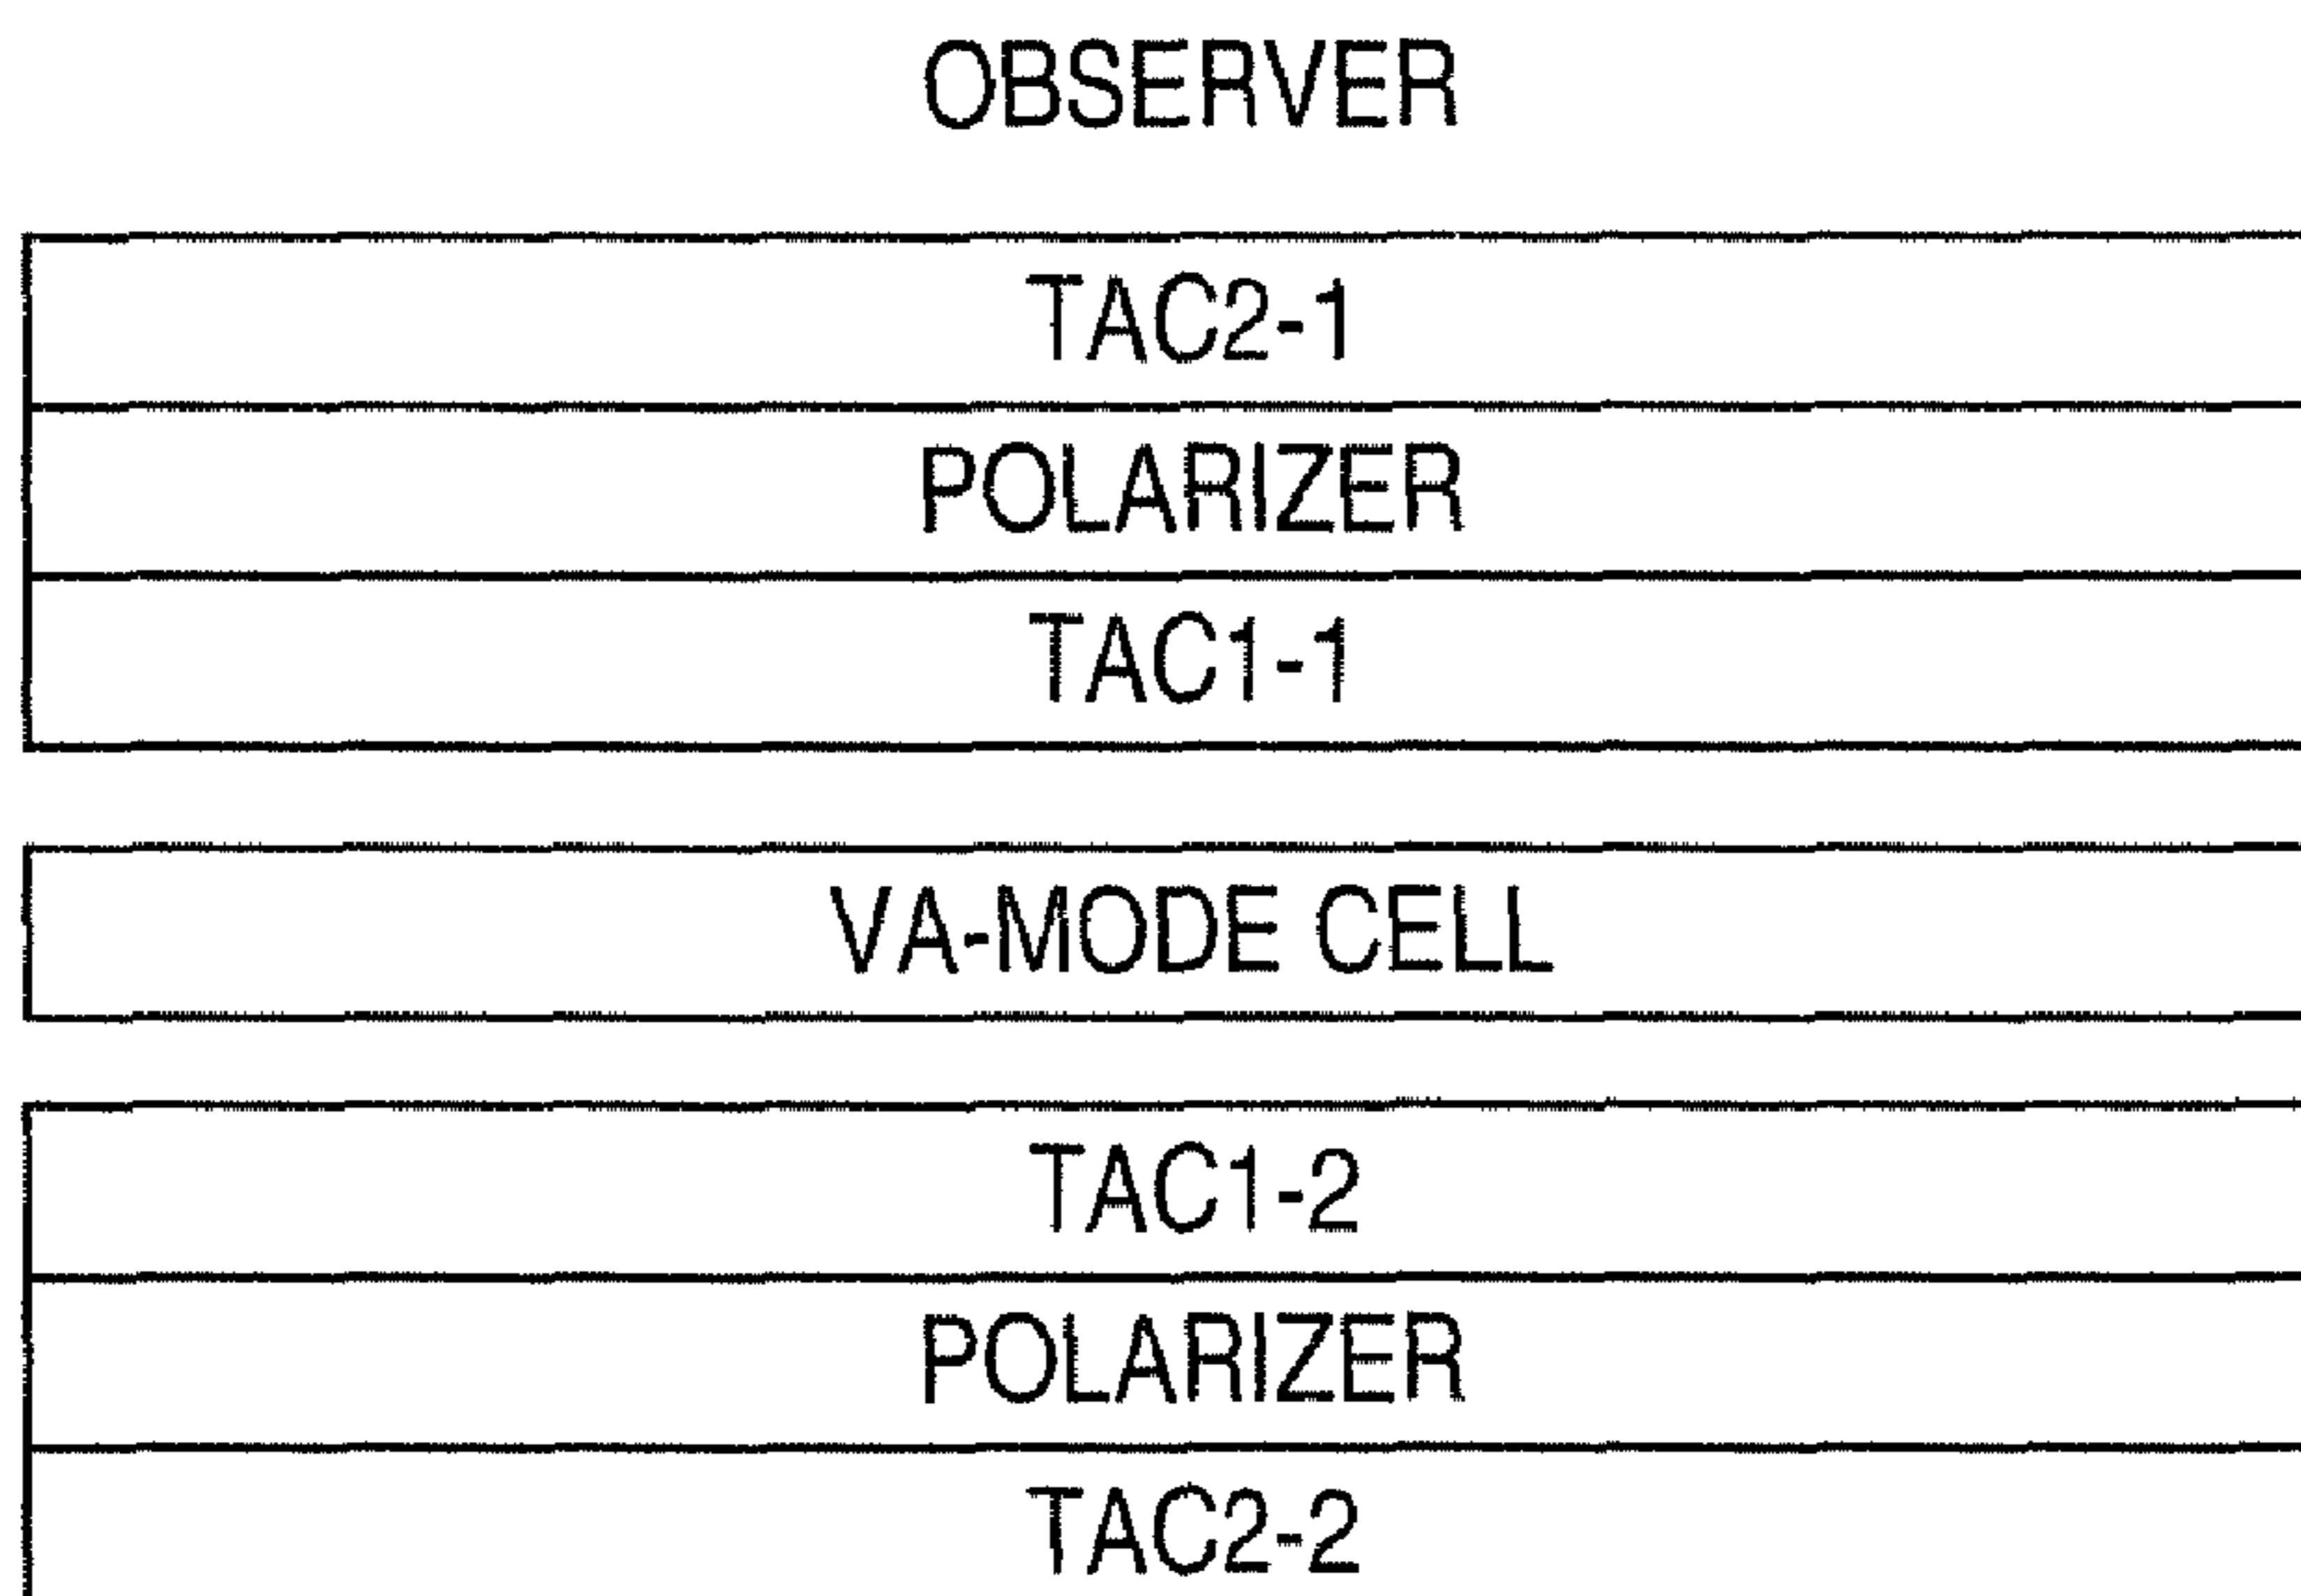 OBSERVER
TAC2-1
POLARIZER
TAC1-1
VA-MODE CELL
TAC1-2
POLARIZER
TAC2-2